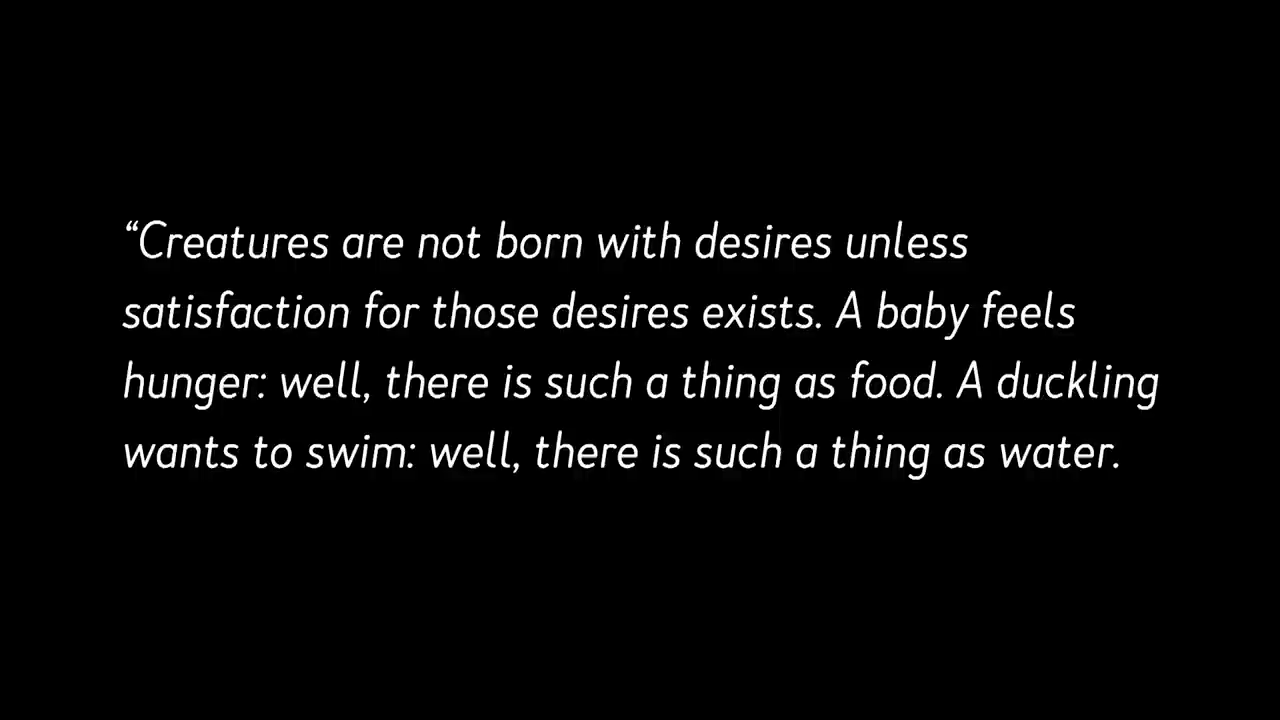 “Creatures are not born with desires unless
satisfaction for those desires exists. A baby feels
hunger: well, there is such a thing as food. A duckling
wants to swim: well, there is such a thing as water.